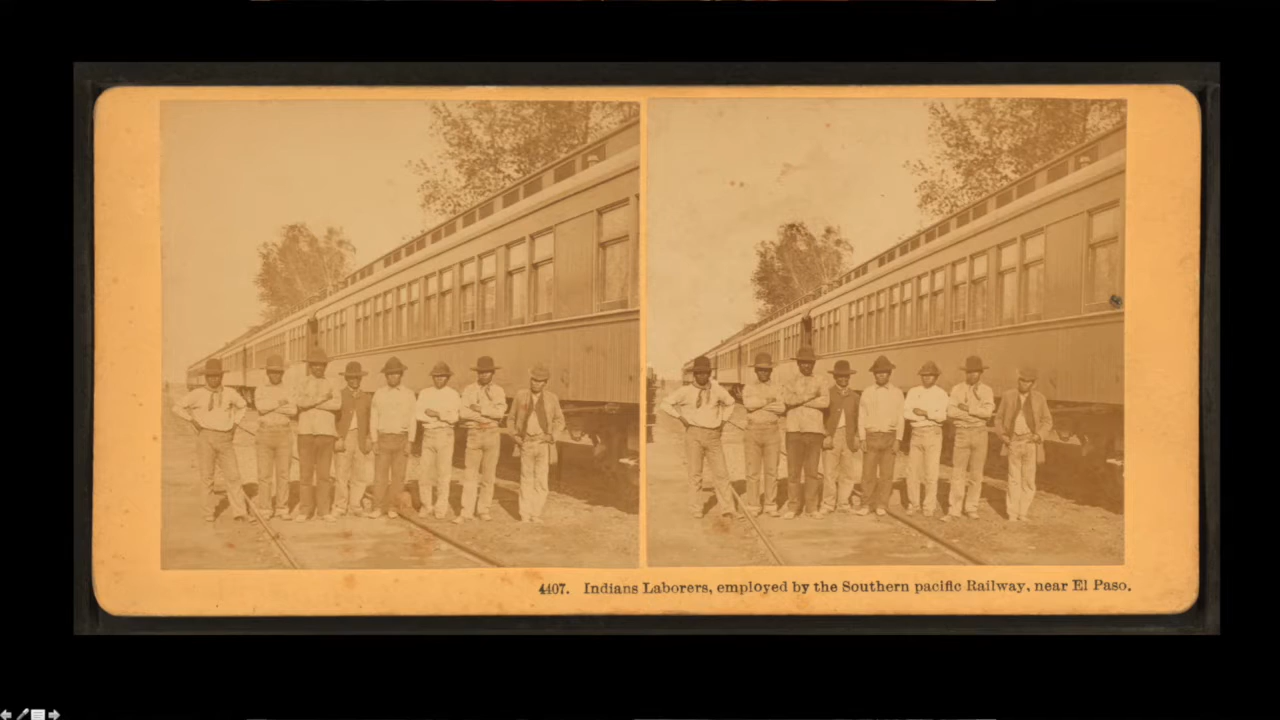 4407. Indians Laborers, employed by the Southern pacific Railway, near El Paso.